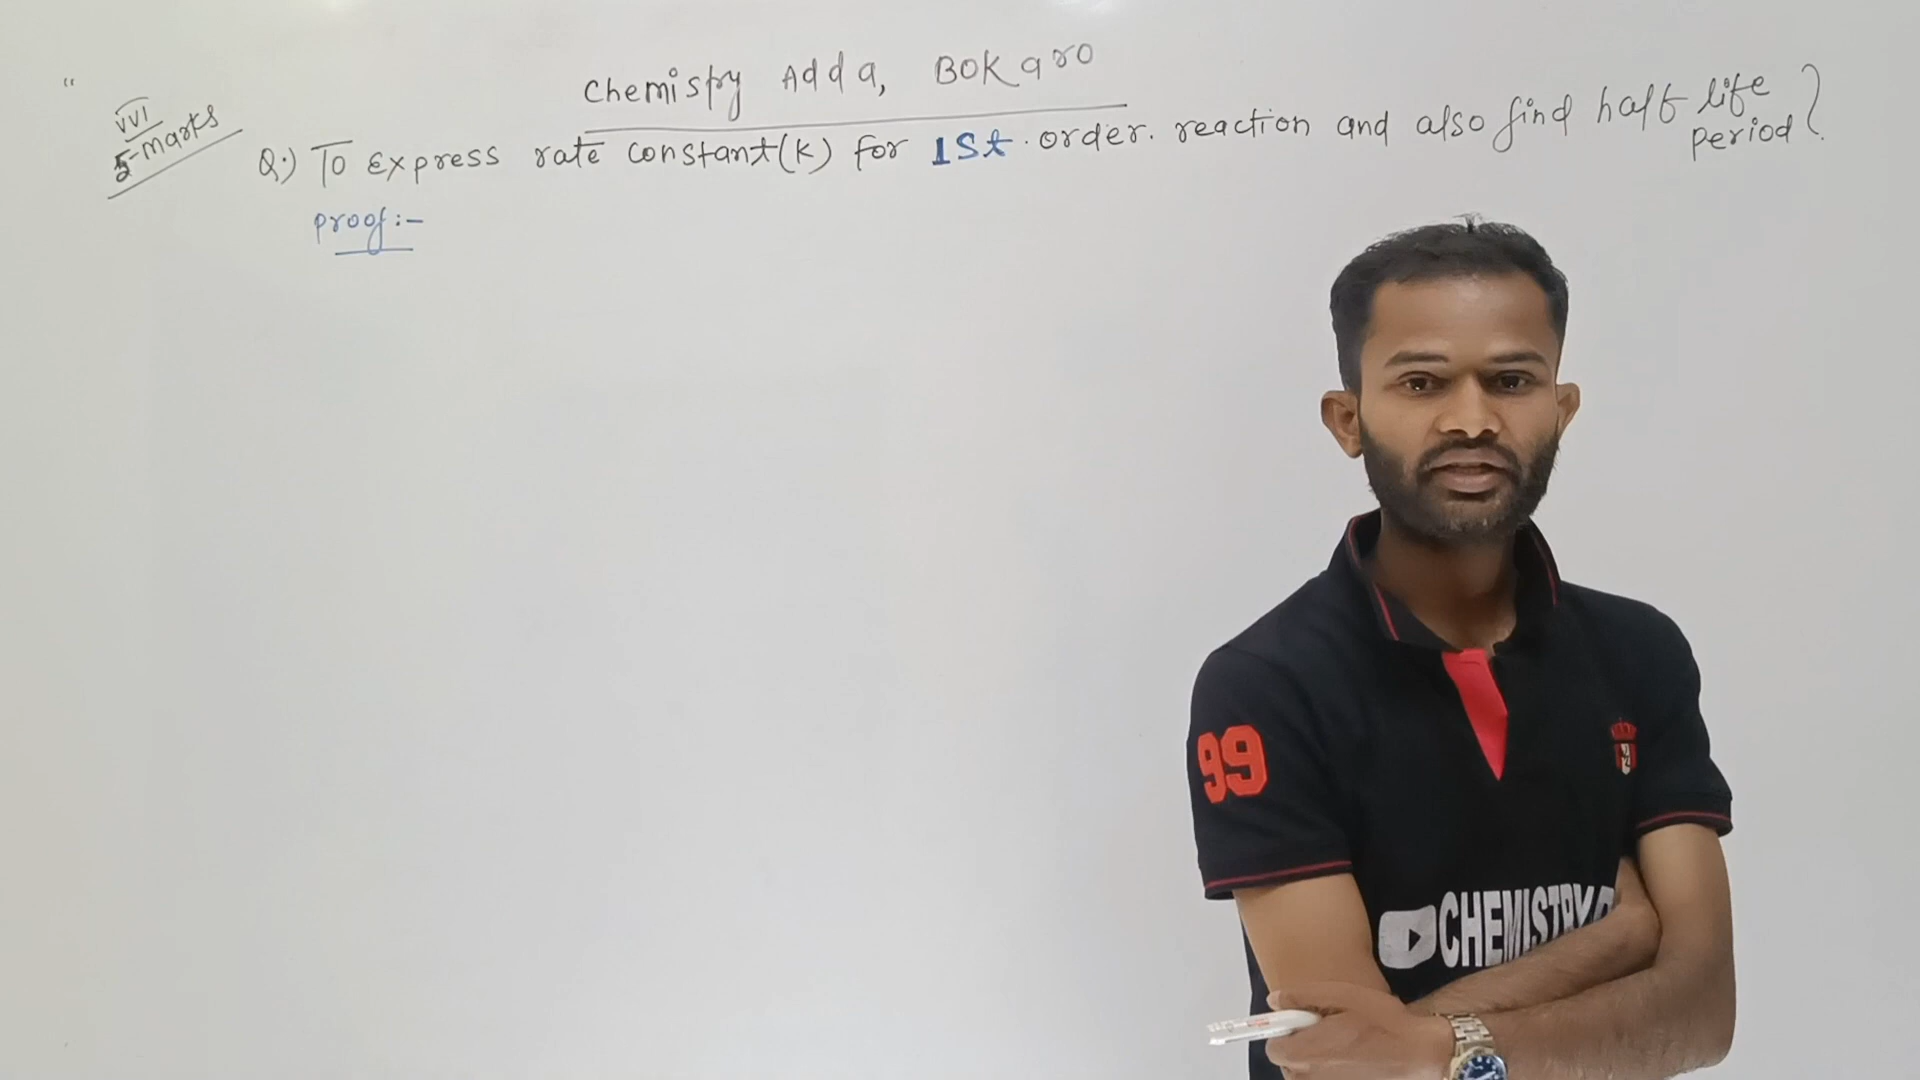 Chemistry Adda, BOKaro
VVI
5-marks
Q.) To Express rate constant(K) for 1st order. reaction and also find half life period?
Proof:-
99
CHEMISTRY